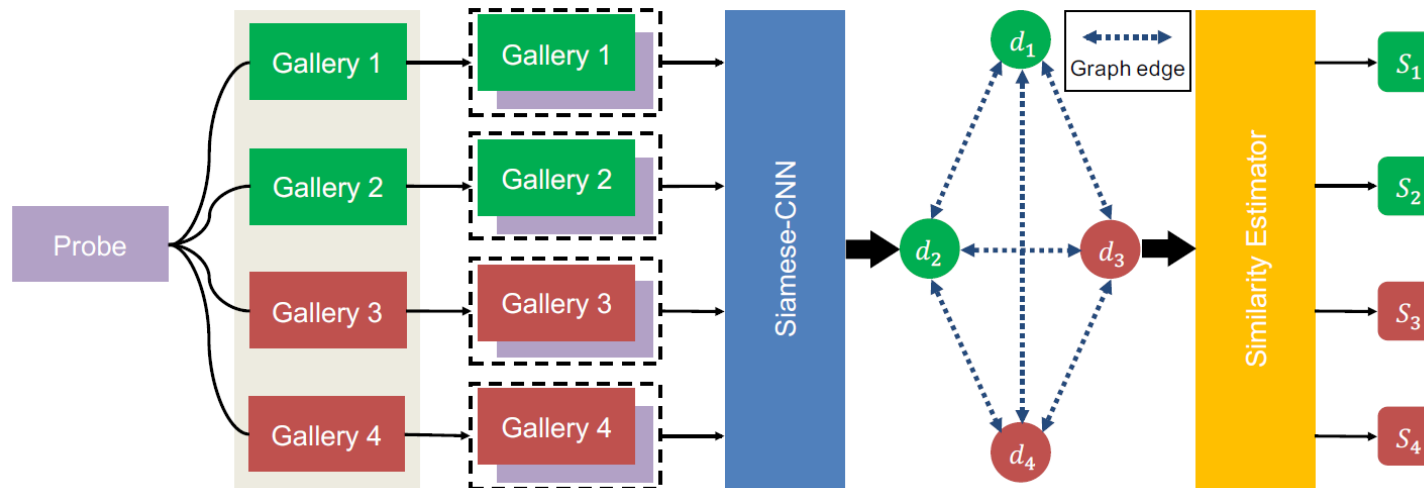 Probe
Gallery 1
Gallery 2
Gallery 3
Gallery 4
Gallery 1
Gallery 2
Gallery 3
Gallery 4
Siamese-CNN
d₁
d₂
d₃
d₄
Graph edge
Similarity Estimator
S₁
S₂
S₃
S₄